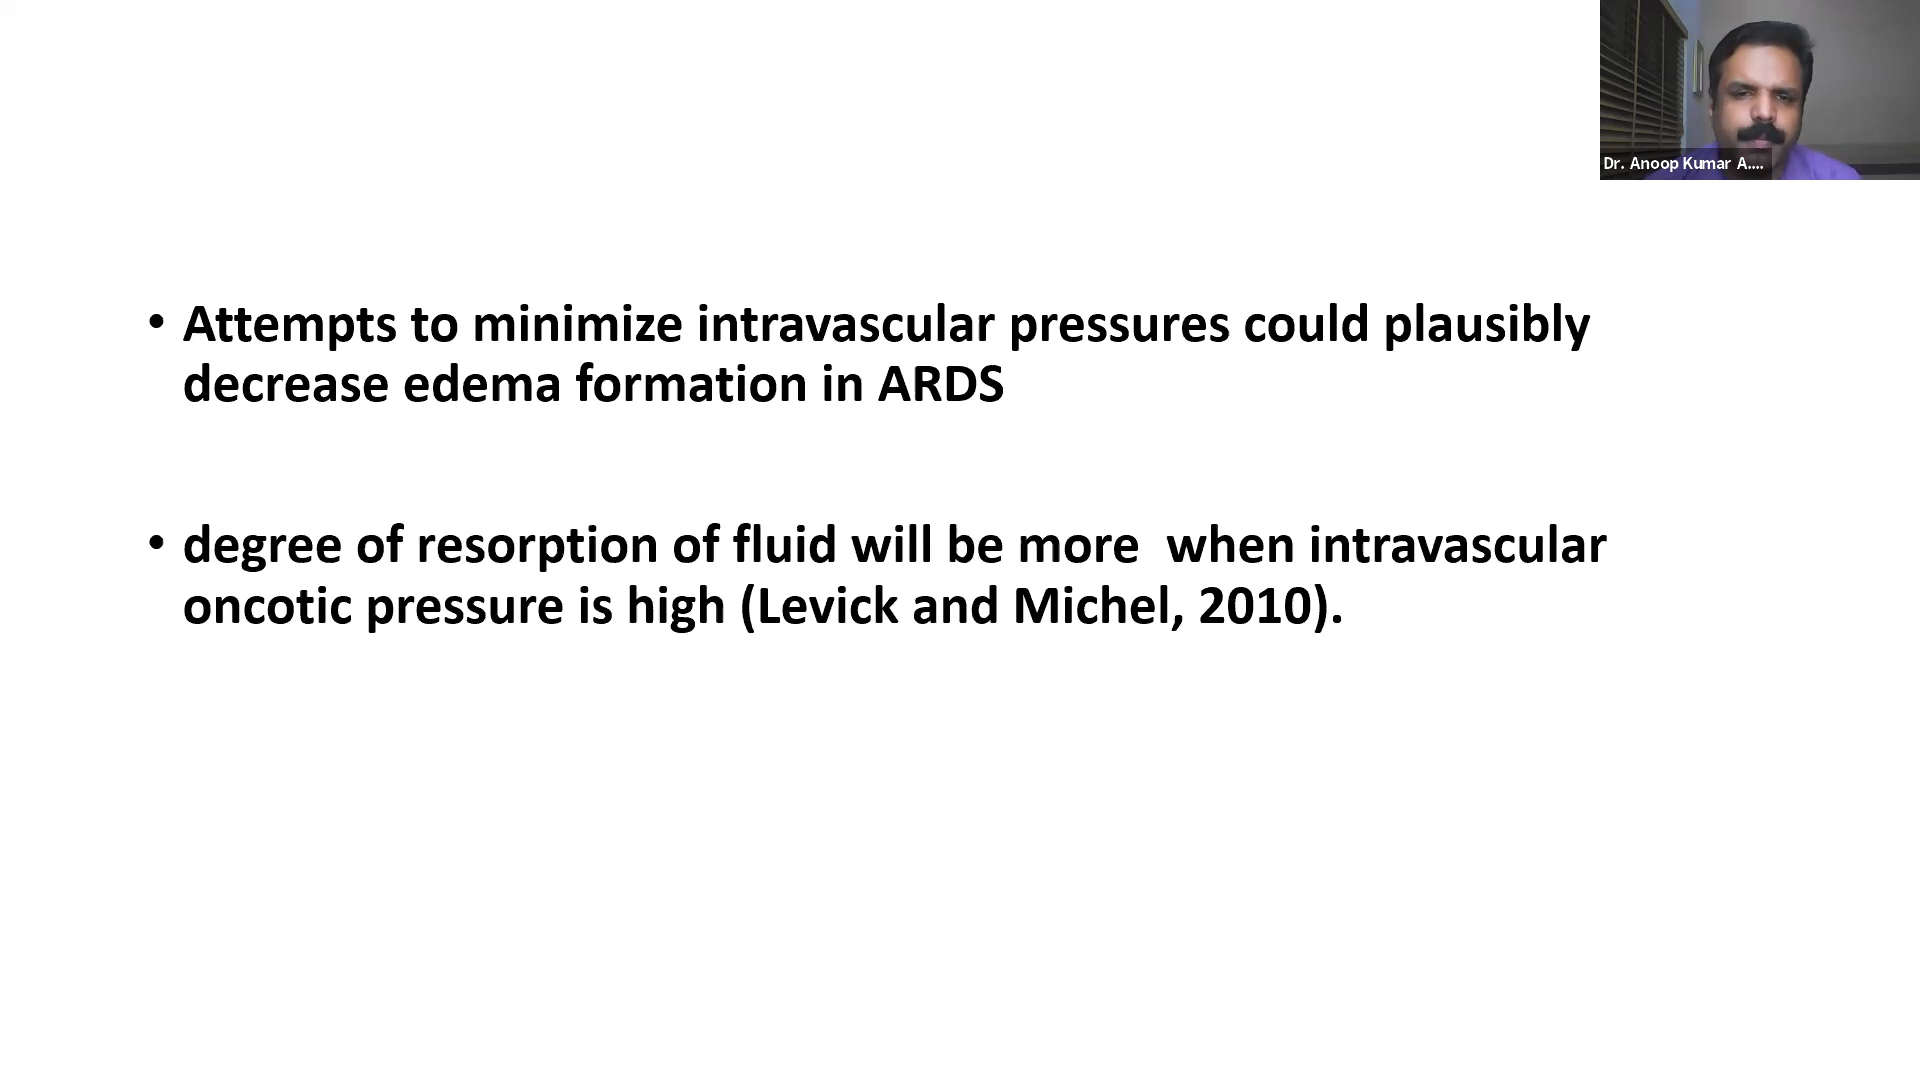 Dr. Anoop Kumar A....
• Attempts to minimize intravascular pressures could plausibly
decrease edema formation in ARDS
• degree of resorption of fluid will be more  when intravascular
oncotic pressure is high (Levick and Michel, 2010).